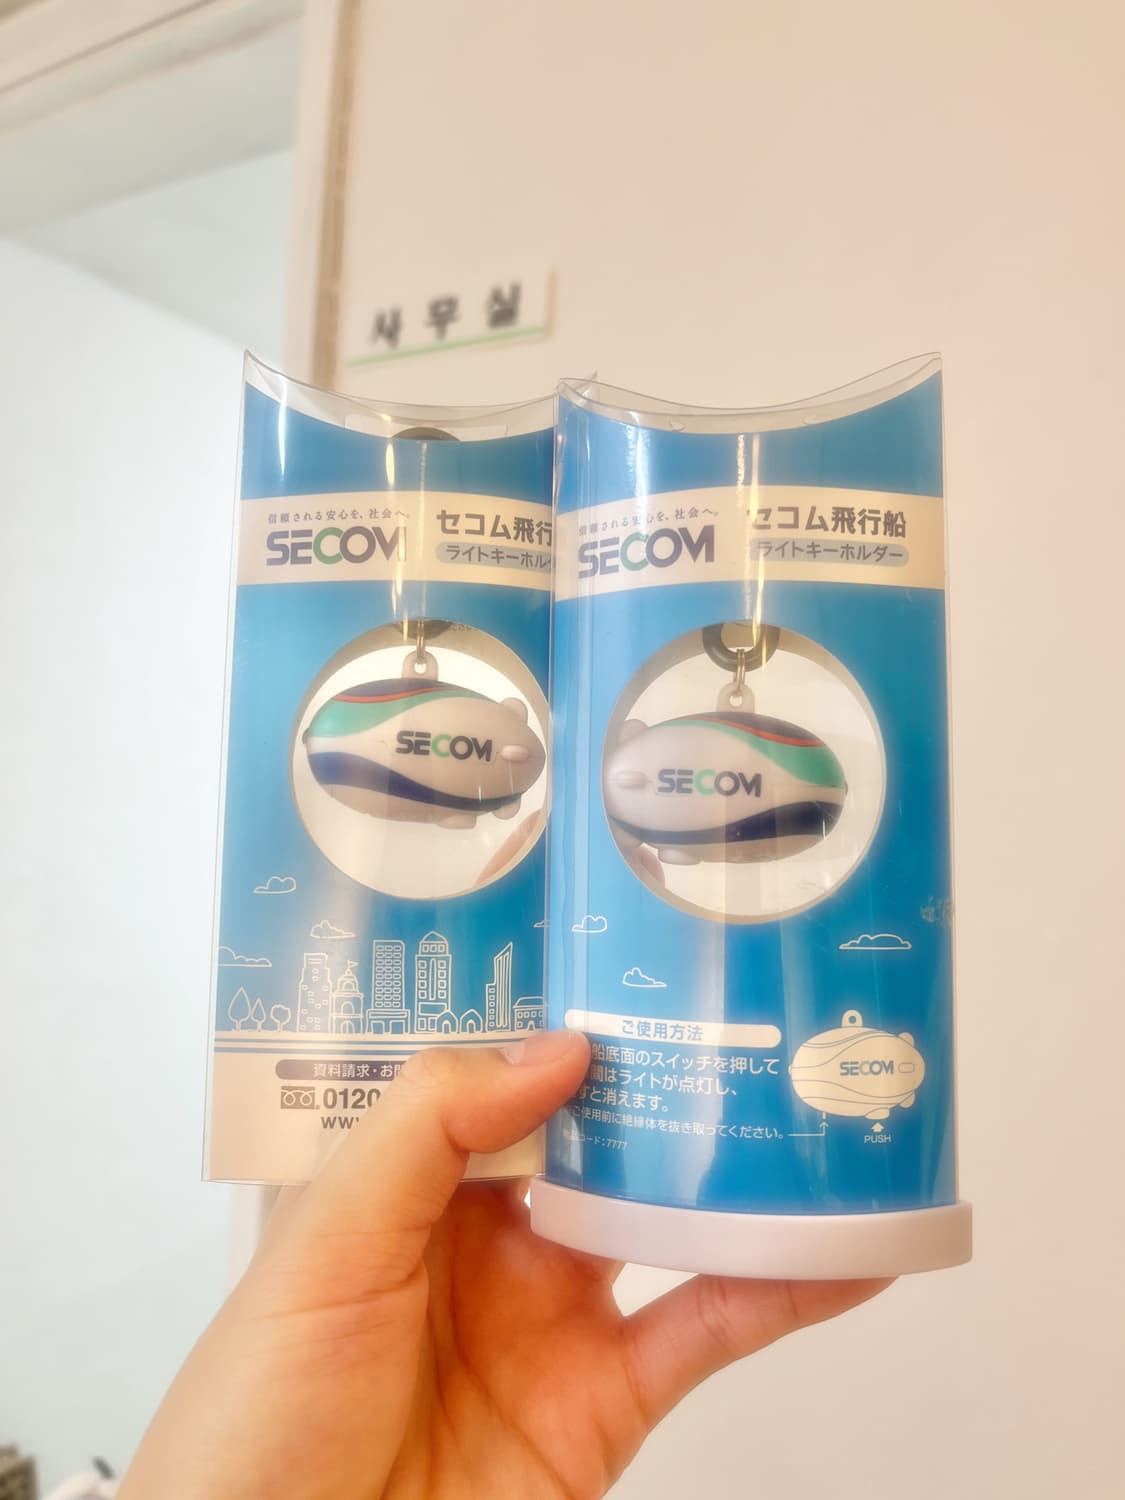 사무실
信頼される安心を、社会へ。
SECOM
セコム飛行
ライトキーホル
SECOM
資料請求・お問
0120
www
信頼される安心を、社会へ。
SECOM
セコム飛行船
ライトキーホルダー
SECOM
ご使用方法
船底面のスイッチを押して
間はライトが点灯し、
すと消えます。
ご使用前に絶縁体を抜き取ってください。
コード：7777
SECOM
PUSH